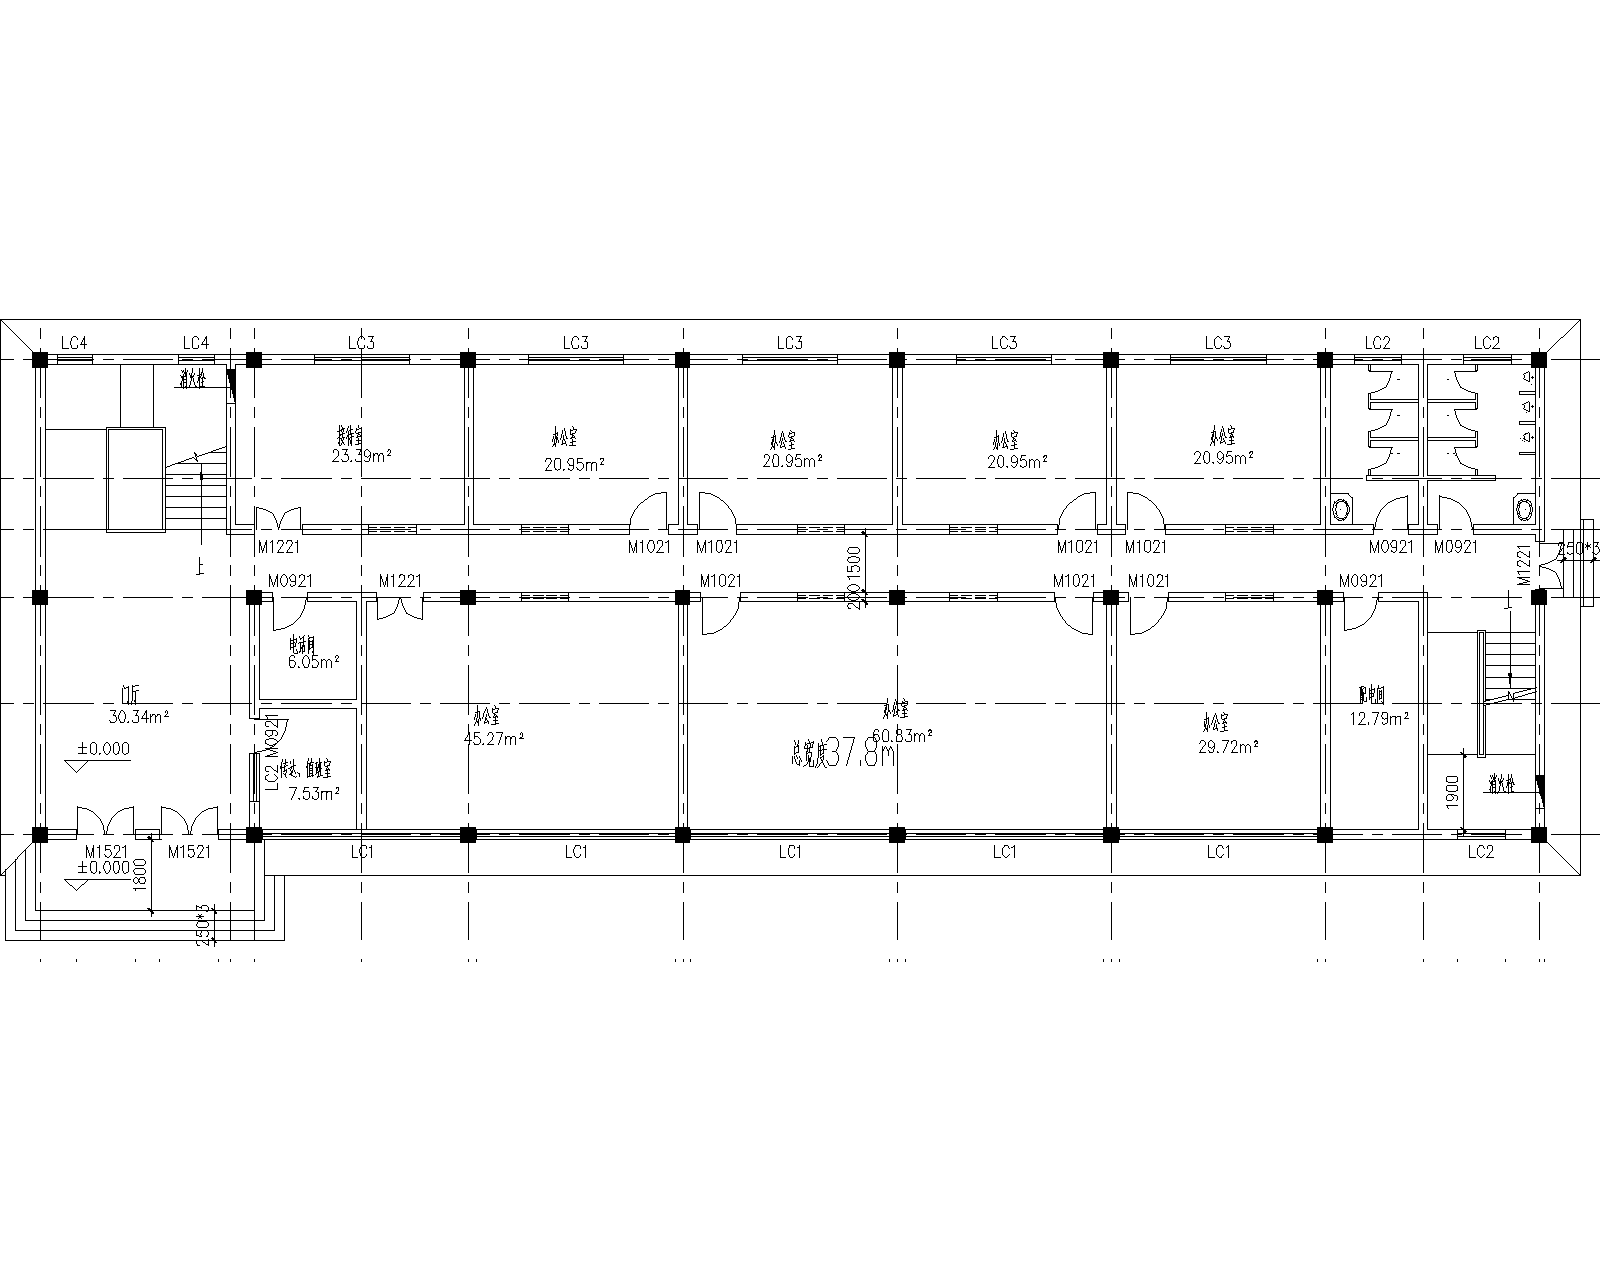 LC4
LC4
LC3
LC3
LC3
LC3
LC3
LC2
LC2
消火栓
接待室
23.39m²
办公室
20.95m²
办公室
20.95m²
办公室
20.95m²
办公室
20.95m²
上
M1221
M1021
M1021
M1021
M1021
M0921
M0921
M1221
250*3
1500
200
M0921
M1221
M1021
M1021
M1021
M0921
上
电话间
6.05m²
门厅
30.34m²
±0.000
LC2 M0921
传达、值班室
7.53m²
办公室
45.27m²
办公室
60.83m²
总宽度37.8m
办公室
29.72m²
配电间
12.79m²
1900
消火栓
M1521
M1521
±0.000
1800
250*3
LC1
LC1
LC1
LC1
LC1
LC2